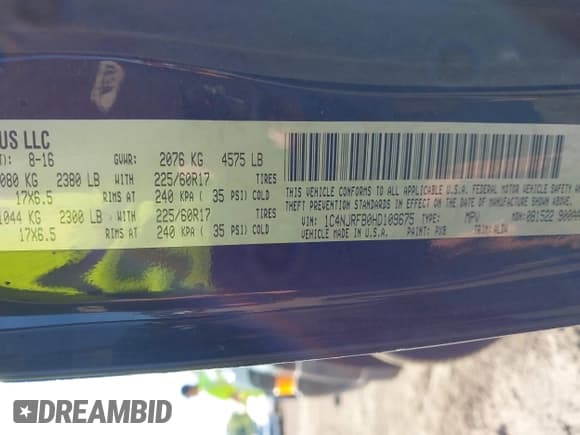 US LLC
T): 8-16 GVWR: 2076 KG 4575 LB
080 KG 2380 LB WITH 225/60R17 TIRES
17X6.5 RIMS AT 240 KPA ( 35 PSI) COLD
1044 KG 2300 LB WITH 225/60R17 TIRES
17X6.5 RIMS AT 240 KPA ( 35 PSI) COLD
THIS VEHICLE CONFORMS TO ALL APPLICABLE U.S.A. FEDERAL MOTOR VEHICLE SAFETY
THEFT PREVENTION STANDARDS IN EFFECT ON THE DATE OF MANUFACTURE SHOWN ABOVE
VIN: 1C4NJRFB0HD109675 TYPE: MPV MDH: 081522
VEHICLE MADE IN U.S.A. PAINT: TRIM:
DREAMBID